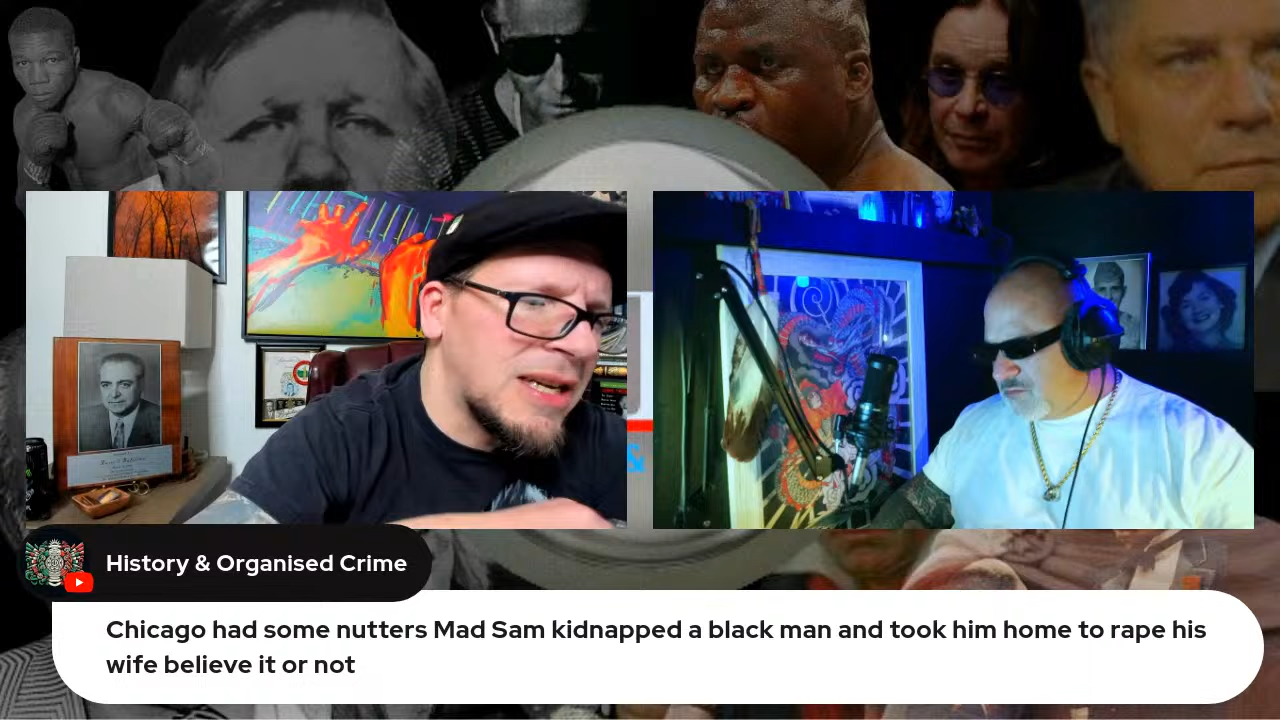 History & Organised Crime
Chicago had some nutters Mad Sam kidnapped a black man and took him home to rape his
wife believe it or not